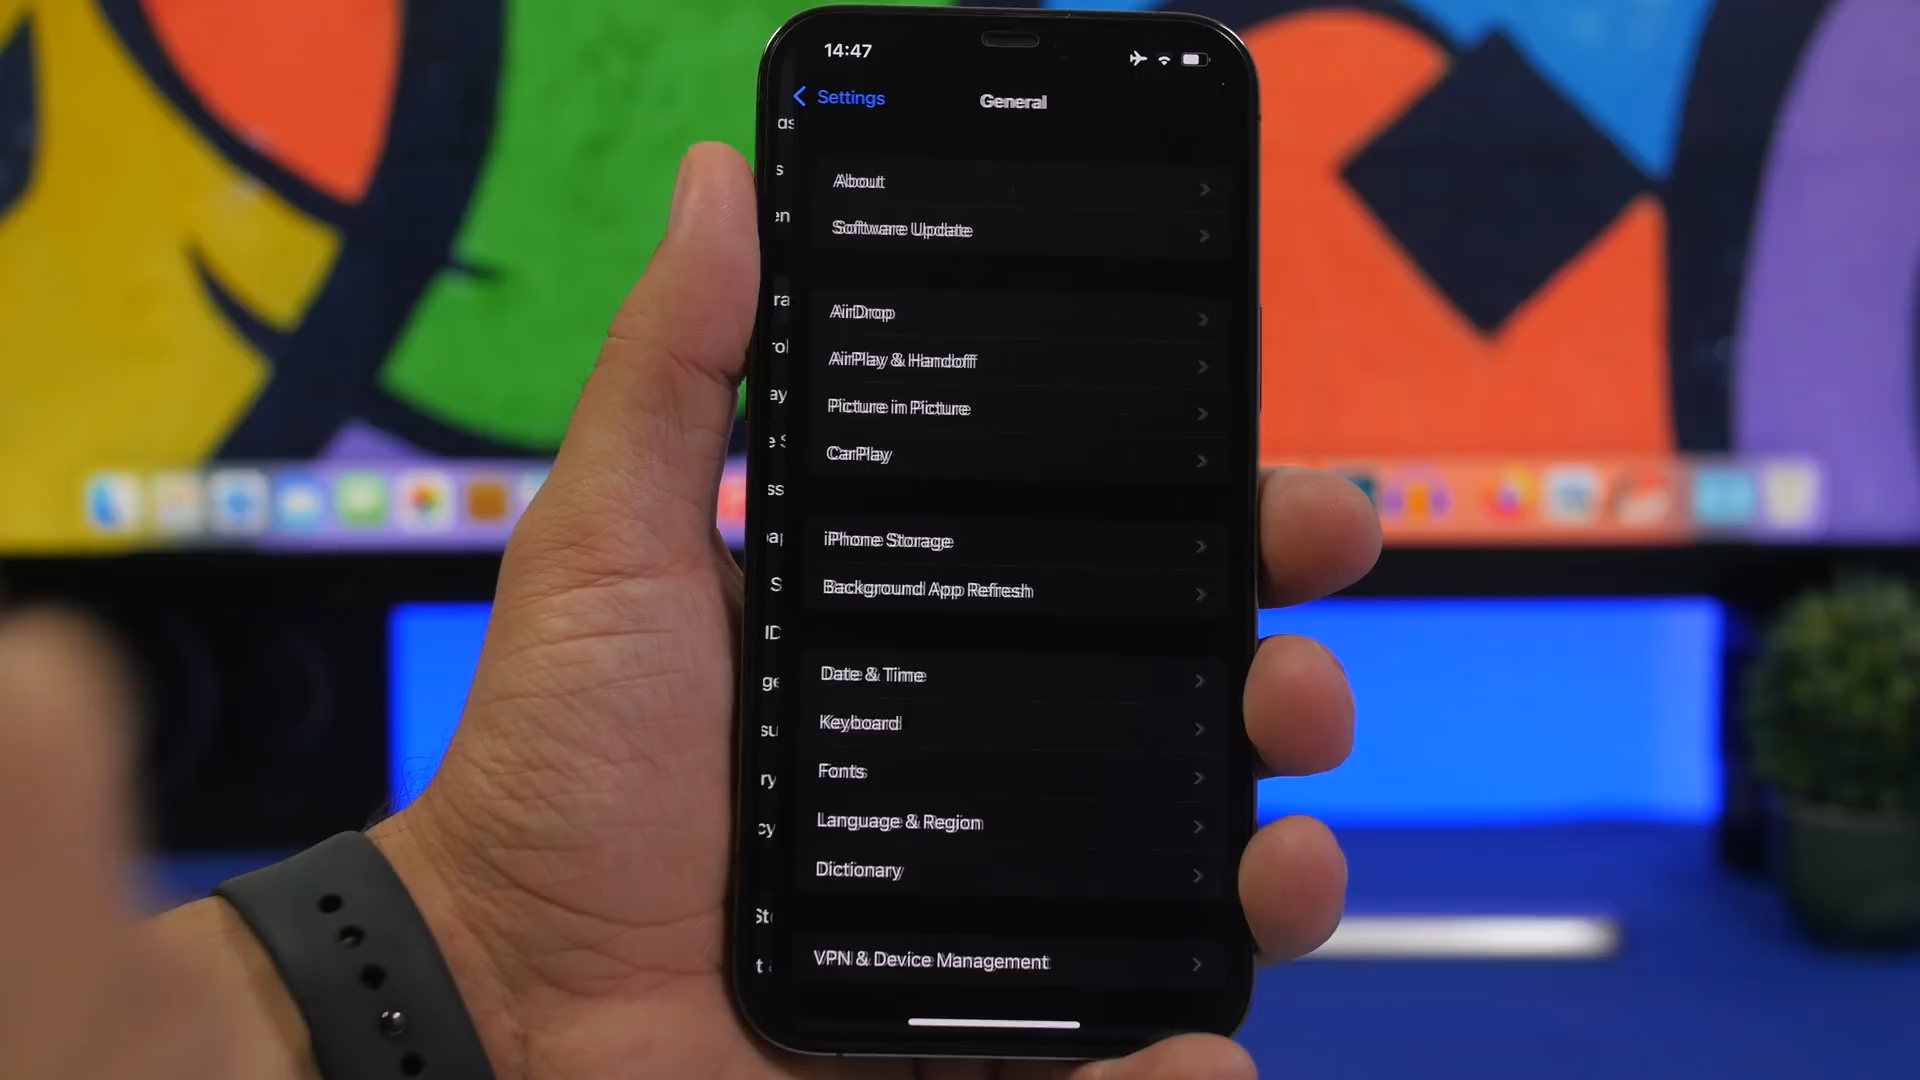 14:47
Settings
General
About
Software Update
AirDrop
AirPlay & Handoff
Picture in Picture
CarPlay
iPhone Storage
Background App Refresh
Date & Time
Keyboard
Fonts
Language & Region
Dictionary
VPN & Device Management